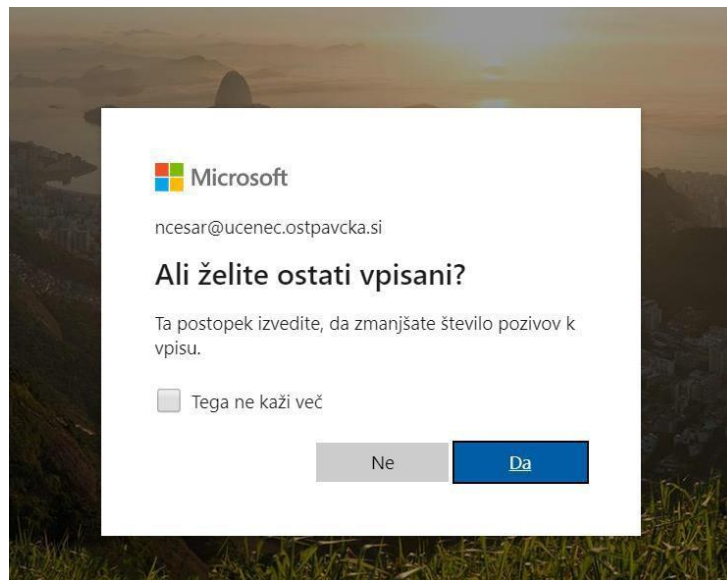 Microsoft
ncesar@ucenec.ostpavcka.si
Ali želite ostati vpisani?
Ta postopek izvedite, da zmanjšate število pozivov k
vpisu.
Tega ne kaži več
Ne
Da